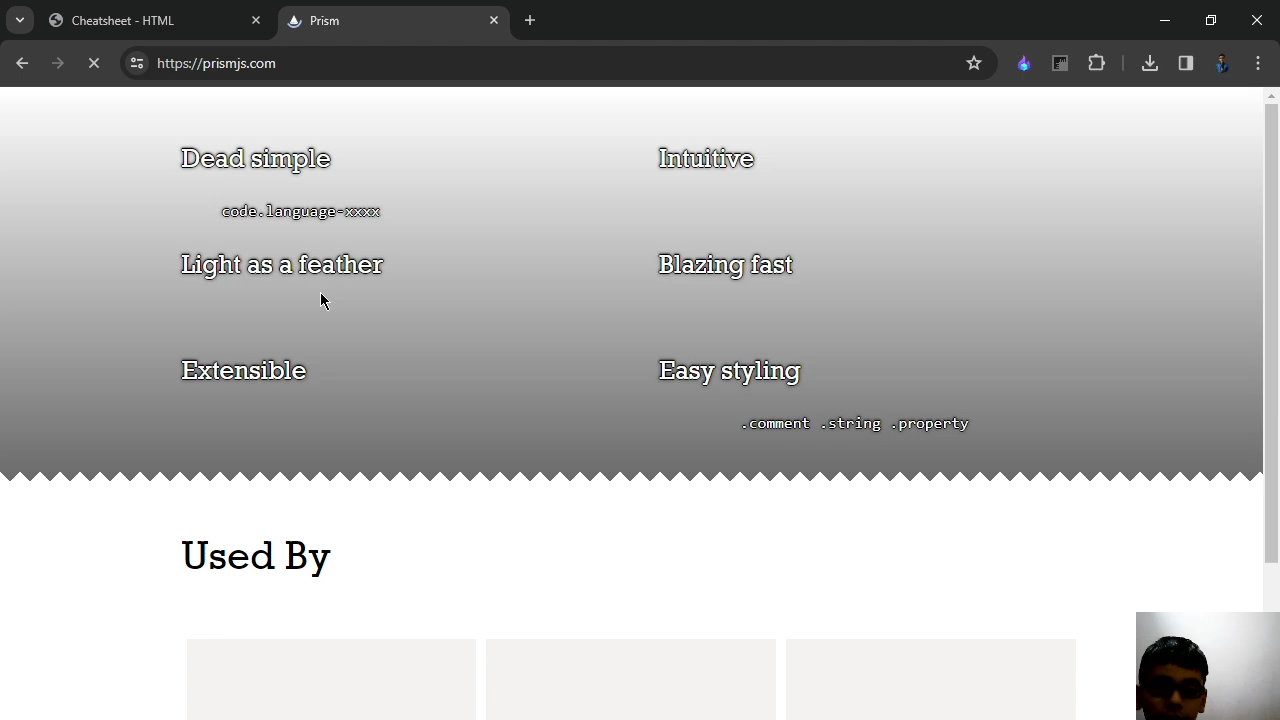 Cheatsheet - HTML
Prism
https://prismjs.com
Dead simple
Intuitive
code.language-xxxx
Light as a feather
Blazing fast
Extensible
Easy styling
.comment .string .property
Used By